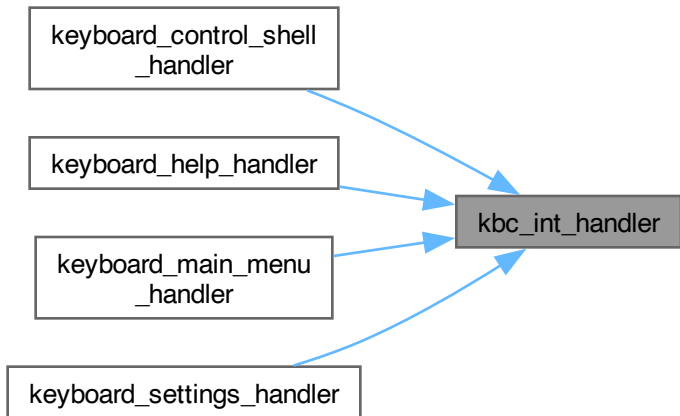 keyboard_control_shell
_handler
keyboard_help_handler
kbc_int_handler
keyboard_main_menu
_handler
keyboard_settings_handler